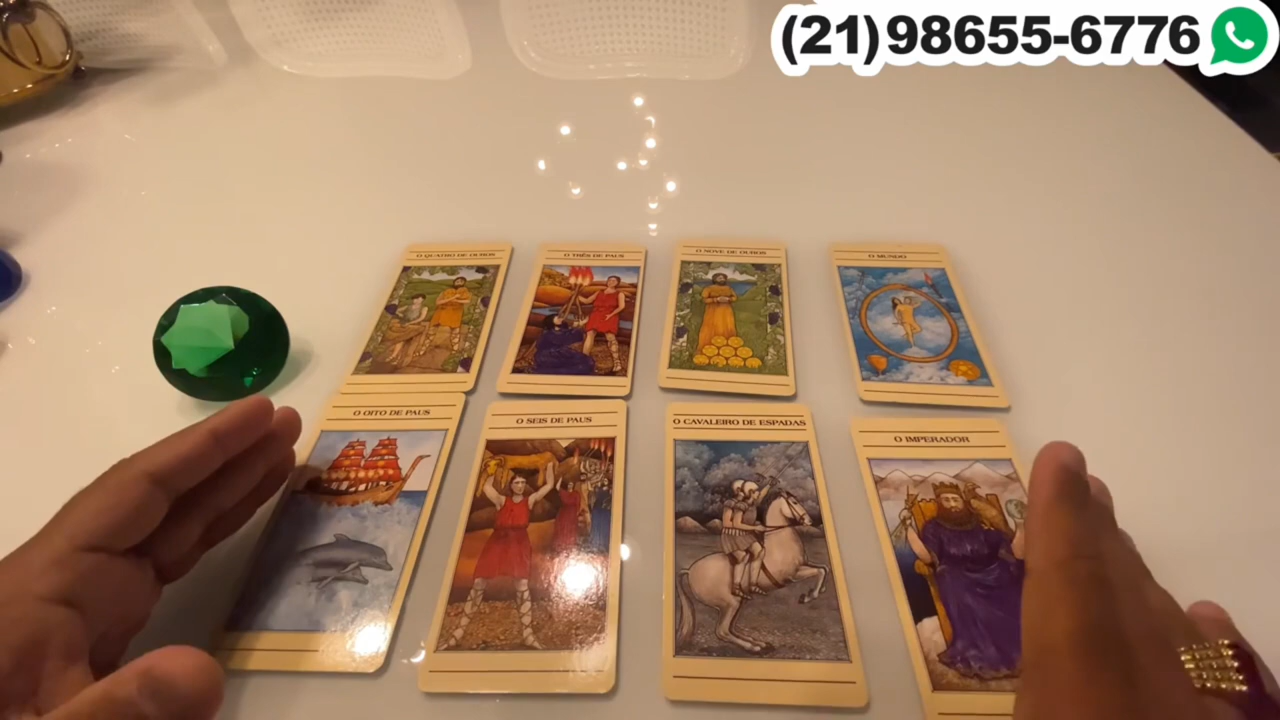 (21) 98655-6776
O QUATRO DE OUROS
O TRÊS DE PAUS
O NOVE DE OUROS
O MUNDO
O OITO DE PAUS
O SEIS DE PAUS
O CAVALEIRO DE ESPADAS
O IMPERADOR